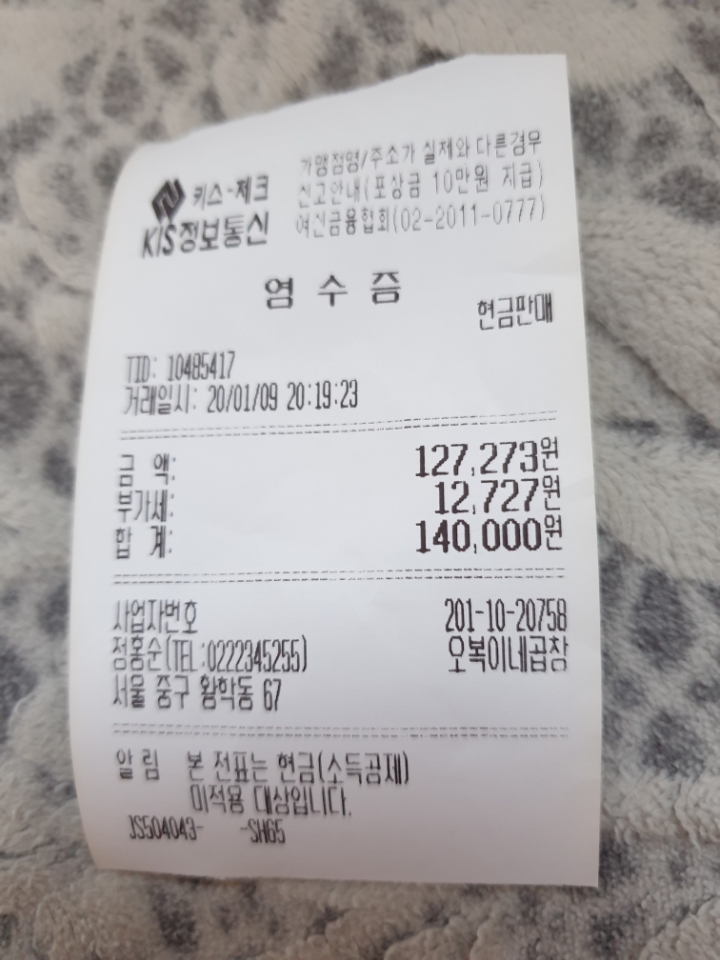 키스-체크
KIS정보통신
가맹점명/주소가 실제와 다른경우
신고안내(포상금 10만원 지급)
여신금융협회(02-2011-0777)
영 수 증
현금판매
TID: 10485417
거래일시: 20/01/09 20:19:23
금 액: 127,273원
부가세: 12,727원
합 계: 140,000원
사업자번호 201-10-20758
정홍순(TEL:0222345255) 오복이네곱창
서울 중구 황학동 67
알 림 본 전표는 현금(소득공제)
미적용 대상입니다.
JS504043- -SH65